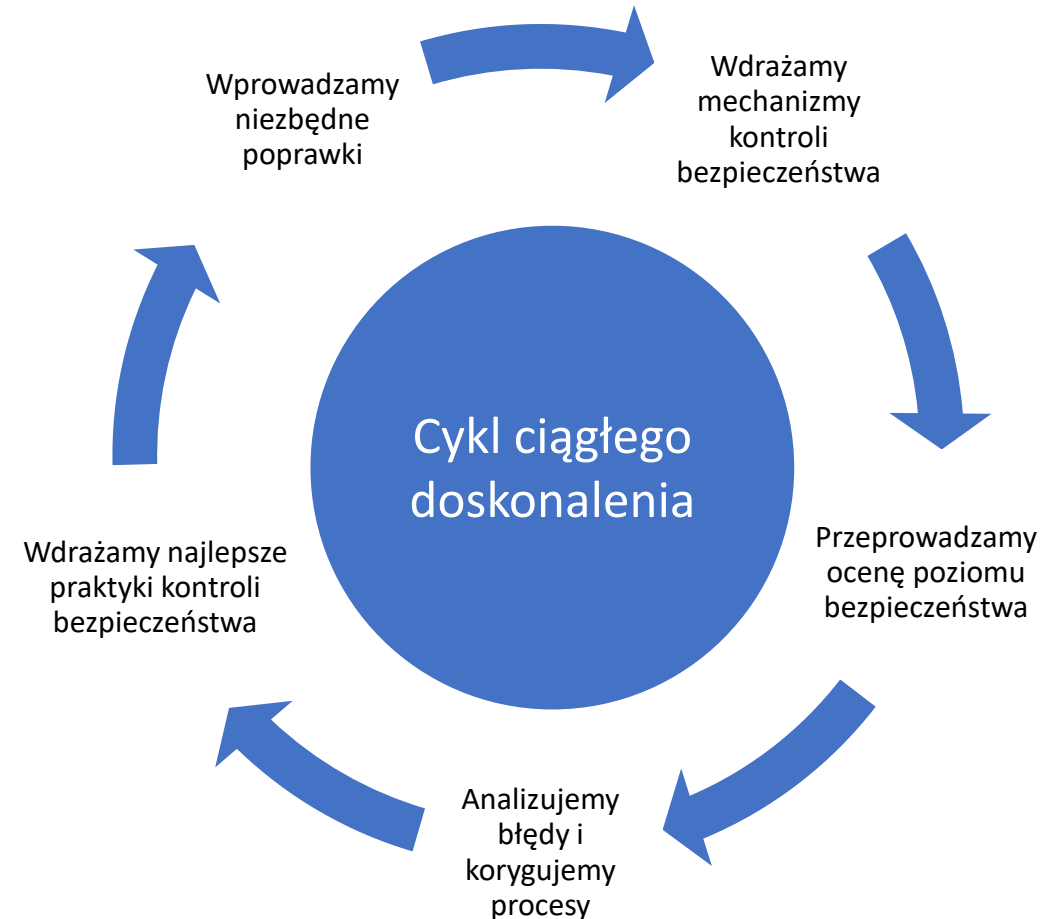 Wprowadzamy
niezbędne
poprawki
Wdrażamy
mechanizmy
kontroli
bezpieczeństwa
Cykl ciągłego
doskonalenia
Przeprowadzamy
ocenę poziomu
bezpieczeństwa
Wdrażamy najlepsze
praktyki kontroli
bezpieczeństwa
Analizujemy
błędy i
korygujemy
procesy